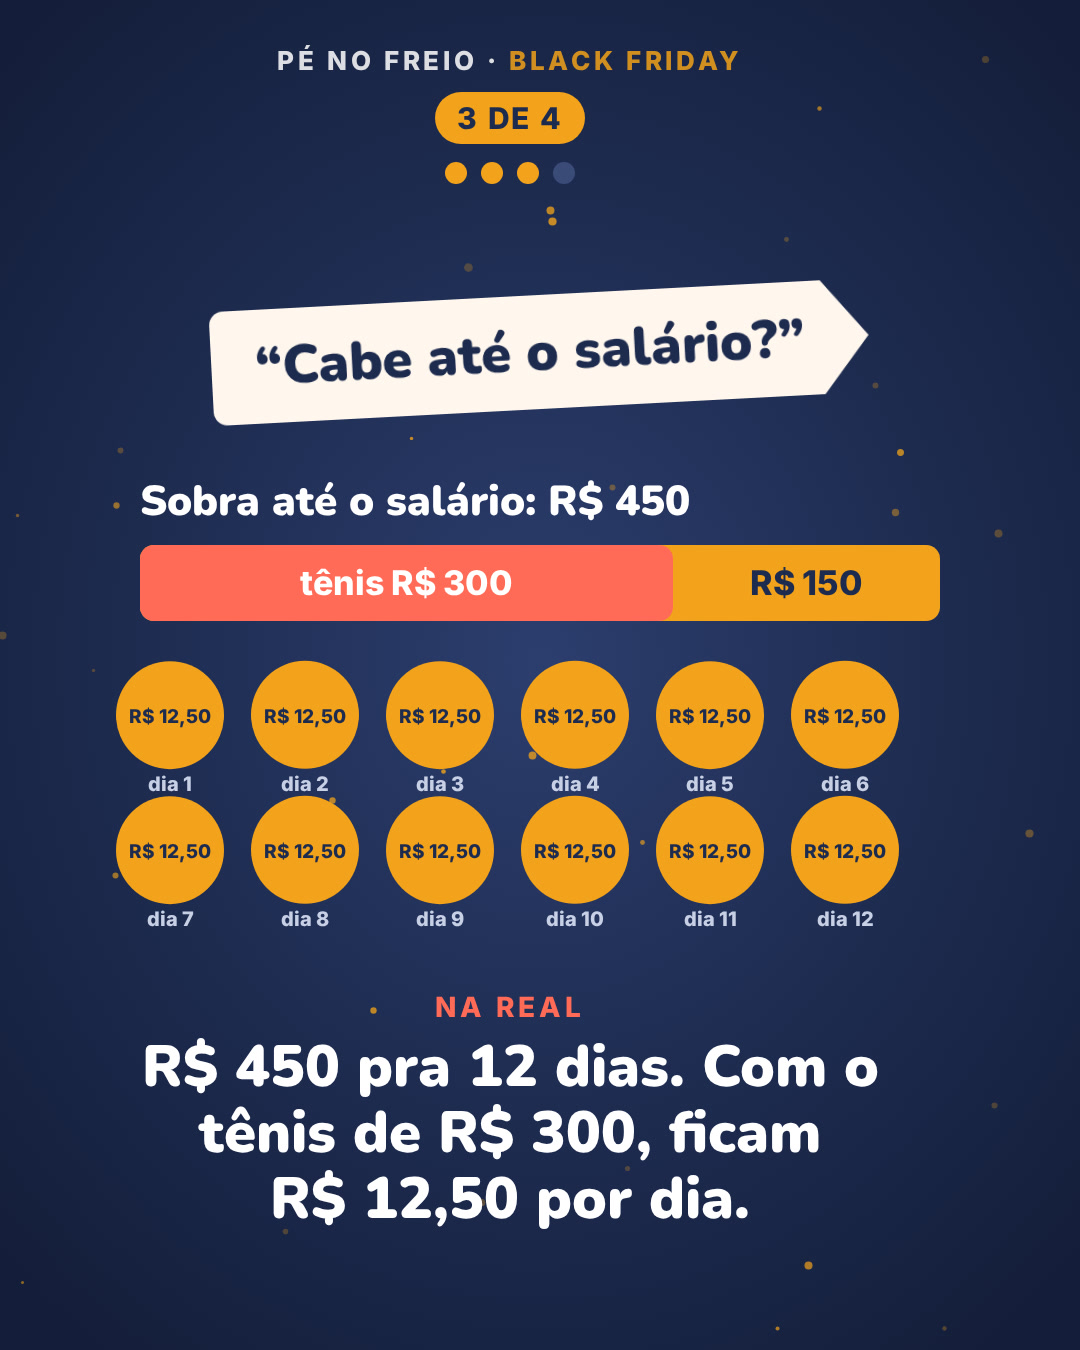 PÉ NO FREIO · BLACK FRIDAY
3 DE 4
“Cabe até o salário?”
Sobra até o salário: R$ 450
tênis R$ 300 R$ 150
R$ 12,50 R$ 12,50 R$ 12,50 R$ 12,50 R$ 12,50 R$ 12,50
dia 1 dia 2 dia 3 dia 4 dia 5 dia 6
R$ 12,50 R$ 12,50 R$ 12,50 R$ 12,50 R$ 12,50 R$ 12,50
dia 7 dia 8 dia 9 dia 10 dia 11 dia 12
NA REAL
R$ 450 pra 12 dias. Com o
tênis de R$ 300, ficam
R$ 12,50 por dia.